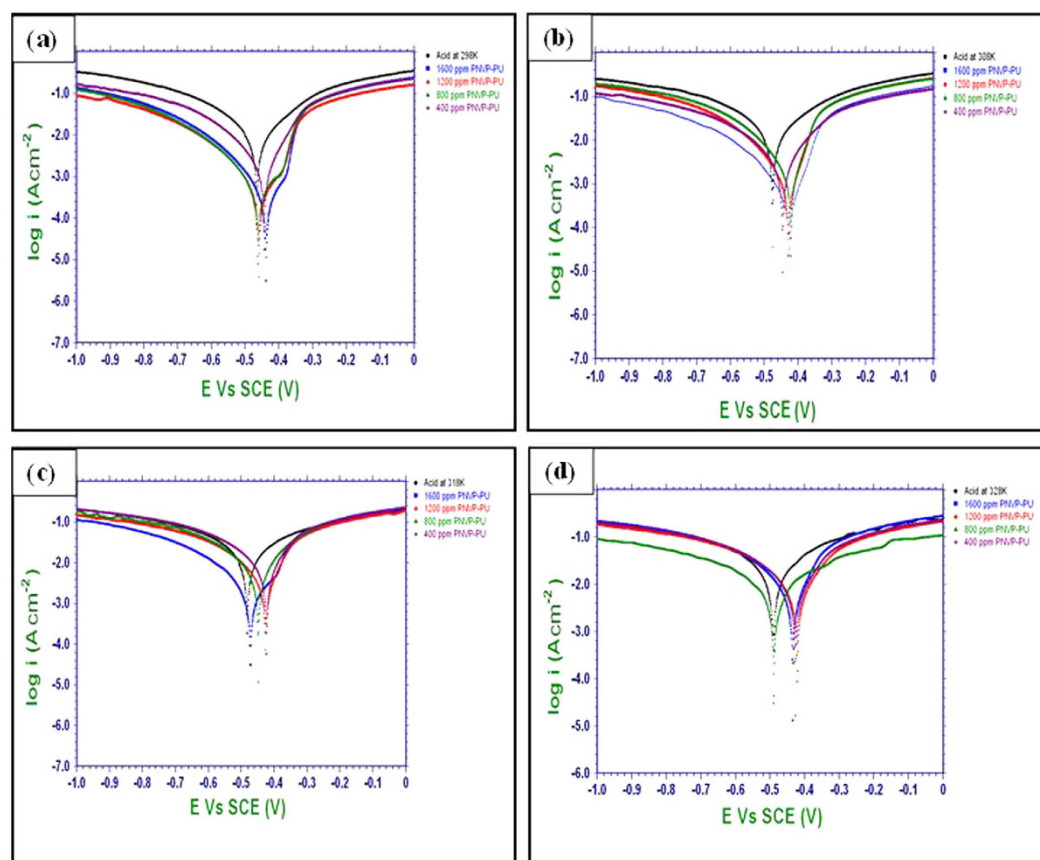 (a)
Acid at 298K
1600 ppm PNVP-PU
1200 ppm PNVP-PU
800 ppm PNVP-PU
400 ppm PNVP-PU
-1.0
-2.0
-3.0
-4.0
-5.0
-6.0
-7.0
log i (Acm-2)
-1.0 -0.9 -0.8 -0.7 -0.6 -0.5 -0.4 -0.3 -0.2 -0.1 0
E Vs SCE (V)
(b)
Acid at 308K
1600 ppm PNVP-PU
1200 ppm PNVP-PU
800 ppm PNVP-PU
400 ppm PNVP-PU
-1.0
-2.0
-3.0
-4.0
-5.0
-6.0
-7.0
log i (Acm-2)
-1.0 -0.9 -0.8 -0.7 -0.6 -0.5 -0.4 -0.3 -0.2 -0.1 0
E Vs SCE (V)
(c)
Acid at 318K
1600 ppm PNVP-PU
1200 ppm PNVP-PU
800 ppm PNVP-PU
400 ppm PNVP-PU
-1.0
-2.0
-3.0
-4.0
-5.0
-6.0
-7.0
log i (Acm-2)
-1.0 -0.9 -0.8 -0.7 -0.6 -0.5 -0.4 -0.3 -0.2 -0.1 0
E Vs SCE (V)
(d)
Acid at 328K
1600 ppm PNVP-PU
1200 ppm PNVP-PU
800 ppm PNVP-PU
400 ppm PNVP-PU
-1.0
-2.0
-3.0
-4.0
-5.0
-6.0
log i (Acm-2)
-1.0 -0.9 -0.8 -0.7 -0.6 -0.5 -0.4 -0.3 -0.2 -0.1 0
E Vs SCE (V)